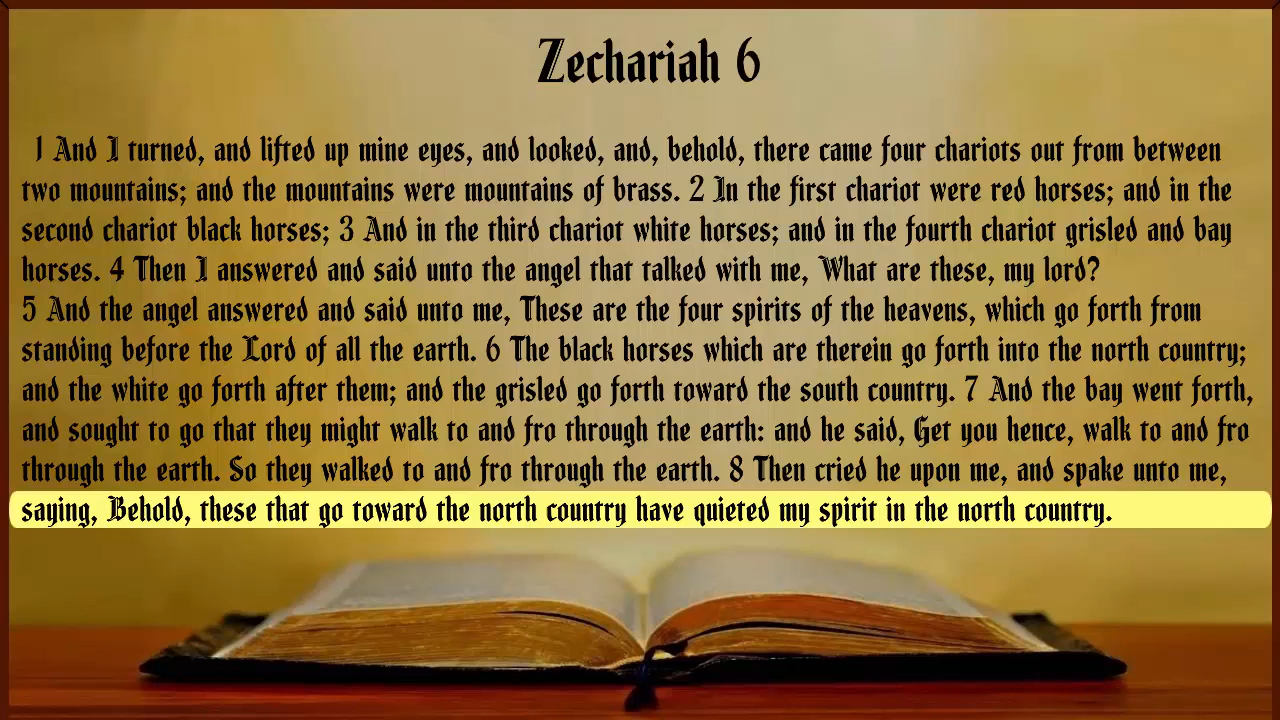 Zechariah 6
1 And I turned, and lifted up mine eyes, and looked, and, behold, there came four chariots out from between
two mountains; and the mountains were mountains of brass. 2 In the first chariot were red horses; and in the
second chariot black horses; 3 And in the third chariot white horses; and in the fourth chariot grisled and bay
horses. 4 Then I answered and said unto the angel that talked with me, What are these, my lord?
5 And the angel answered and said unto me, These are the four spirits of the heavens, which go forth from
standing before the Lord of all the earth. 6 The black horses which are therein go forth into the north country;
and the white go forth after them; and the grisled go forth toward the south country. 7 And the bay went forth,
and sought to go that they might walk to and fro through the earth: and he said, Get you hence, walk to and fro
through the earth. So they walked to and fro through the earth. 8 Then cried he upon me, and spake unto me,
saying, Behold, these that go toward the north country have quieted my spirit in the north country.